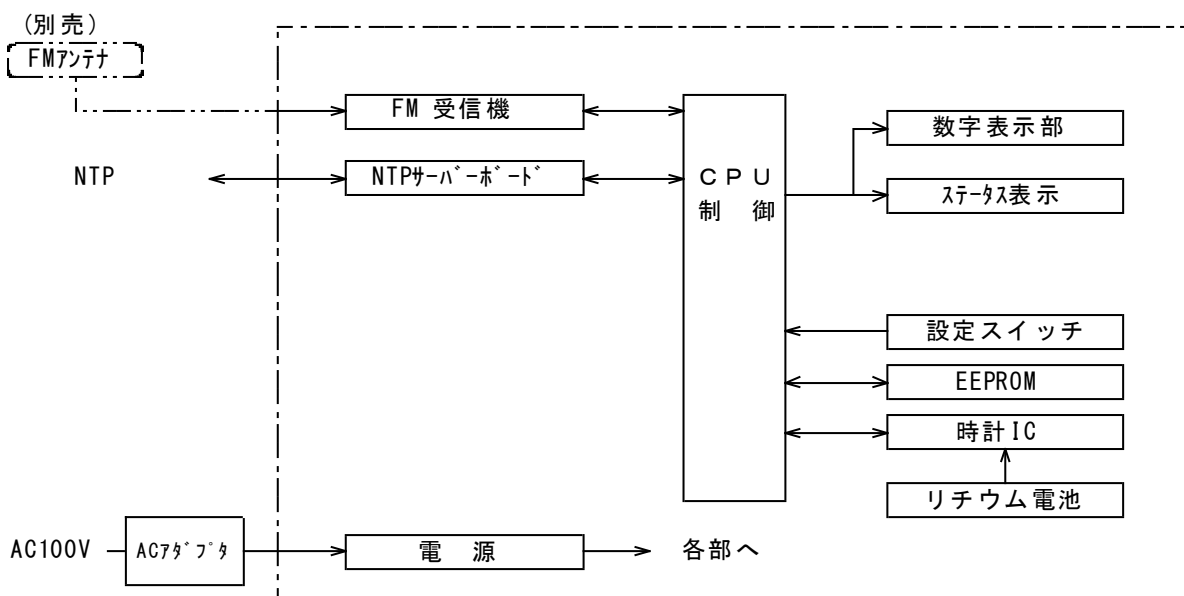 (別売)
FMｱﾝﾃﾅ
FM 受信機
NTP
NTPｻｰﾊﾞｰﾎﾞｰﾄﾞ
CPU
制 御
数字表示部
ｽﾃｰﾀｽ表示
設定スイッチ
EEPROM
時計IC
リチウム電池
AC100V
ACｱﾀﾞﾌﾟﾀ
電 源
各部へ